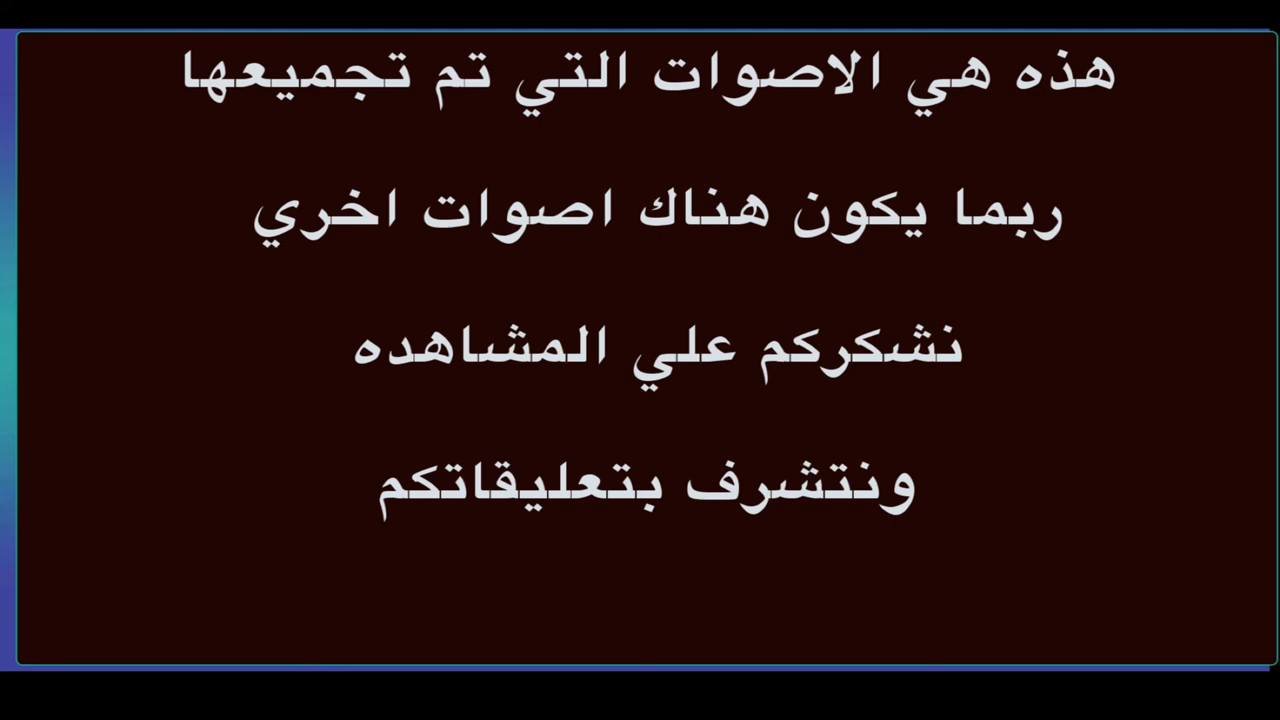 هذه هي الاصوات التي تم تجميعها
ربما يكون هناك اصوات اخري
نشكركم علي المشاهده
ونتشرف بتعليقاتكم